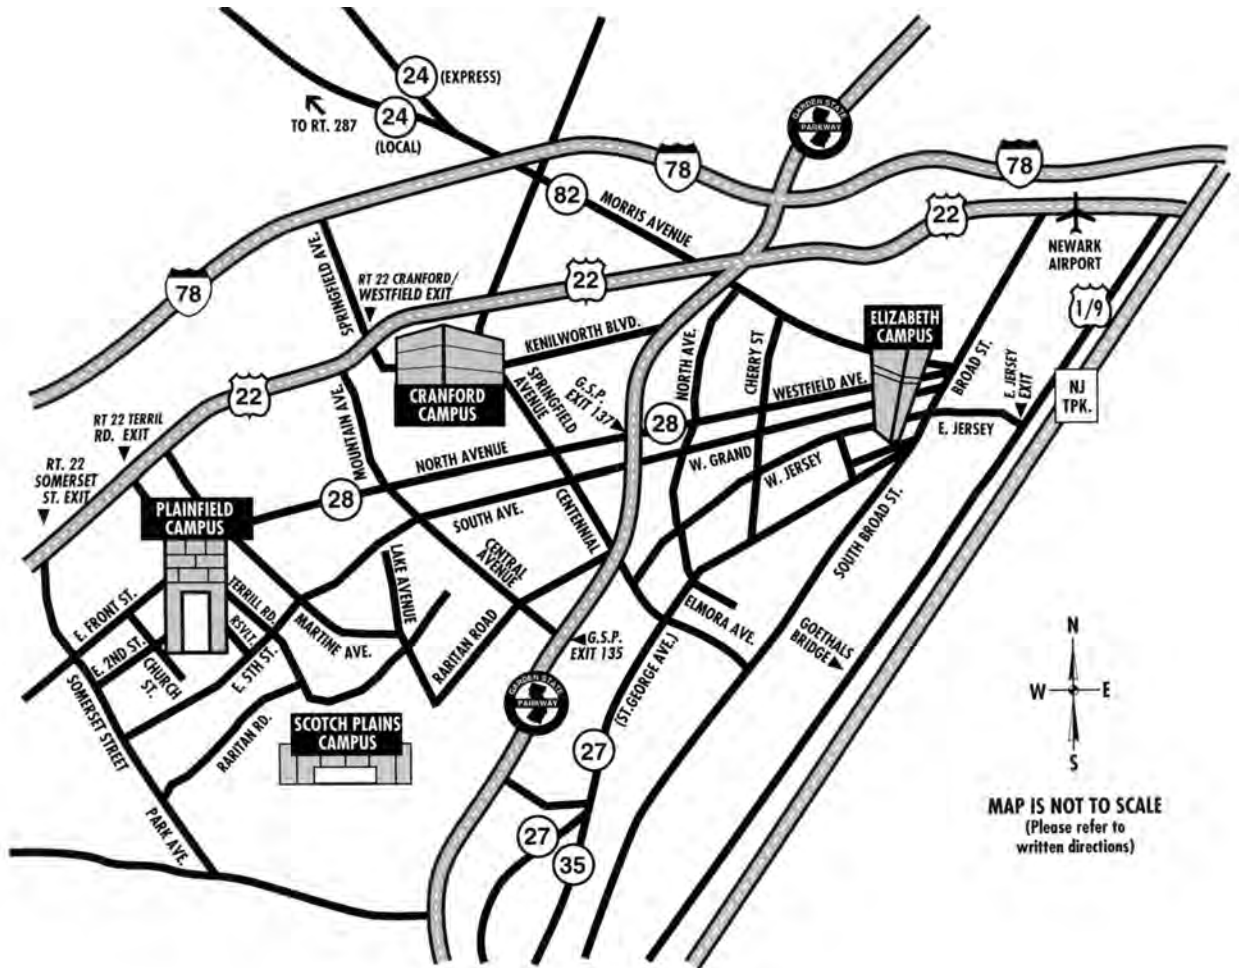 24
(EXPRESS)
TO RT. 287
24
(LOCAL)
GARDEN STATE
PARKWAY
78
78
82
MORRIS AVENUE
22
NEWARK
AIRPORT
SPRINGFIELD AVE.
RT 22 CRANFORD/
WESTFIELD EXIT
22
78
1/9
ELIZABETH
CAMPUS
KENILWORTH BLVD.
NORTH AVE.
CHERRY ST
BROAD ST.
E. JERSEY
EXIT
NJ
TPK.
CRANFORD
CAMPUS
SPRINGFIELD
AVENUE
G.S.P.
EXIT 137
WESTFIELD AVE.
22
MOUNTAIN AVE.
RT 22 TERRIL
RD. EXIT
28
E. JERSEY
RT. 22
SOMERSET
ST. EXIT
NORTH AVENUE
W. GRAND
W. JERSEY
28
PLAINFIELD
CAMPUS
SOUTH AVE.
CENTENNIAL
SOUTH BROAD ST.
LAKE AVENUE
CENTRAL
AVENUE
E. FRONT ST.
TERRILL RD.
RSVLT.
MARTINE AVE.
E. 2ND ST.
CHURCH
ST.
E. 5TH ST.
RARITAN ROAD
G.S.P.
EXIT 135
ELMORA AVE.
GOETHALS
BRIDGE
N
W
E
S
SOMERSET STREET
GARDEN STATE
PARKWAY
(ST.GEORGE AVE.)
RARITAN RD.
SCOTCH PLAINS
CAMPUS
27
PARK AVE.
27
35
MAP IS NOT TO SCALE
(Please refer to
written directions)